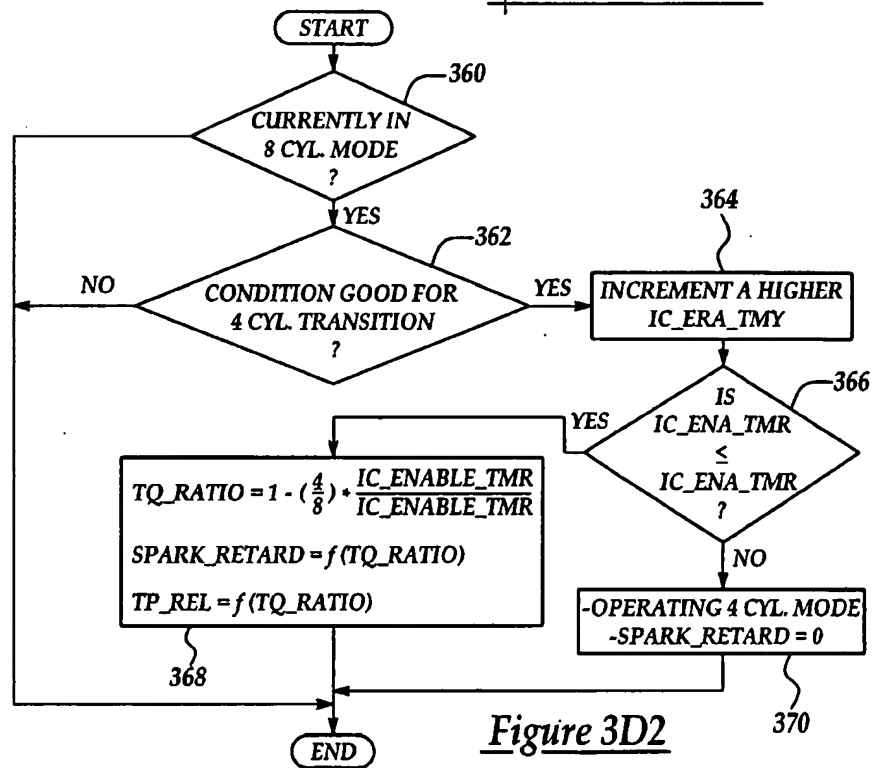 START
360
CURRENTLY IN
8 CYL. MODE
?
YES
362
NO
CONDITION GOOD FOR
4 CYL. TRANSITION
?
YES
364
INCREMENT A HIGHER
IC_ERA_TMY
366
IS
IC_ENA_TMR
≤
IC_ENA_TMR
?
YES
NO
TQ_RATIO = 1 - (4/8) * IC_ENABLE_TMR / IC_ENABLE_TMR
SPARK_RETARD = f (TQ_RATIO)
TP_REL = f (TQ_RATIO)
368
-OPERATING 4 CYL. MODE
-SPARK_RETARD = 0
370
END
Figure 3D2